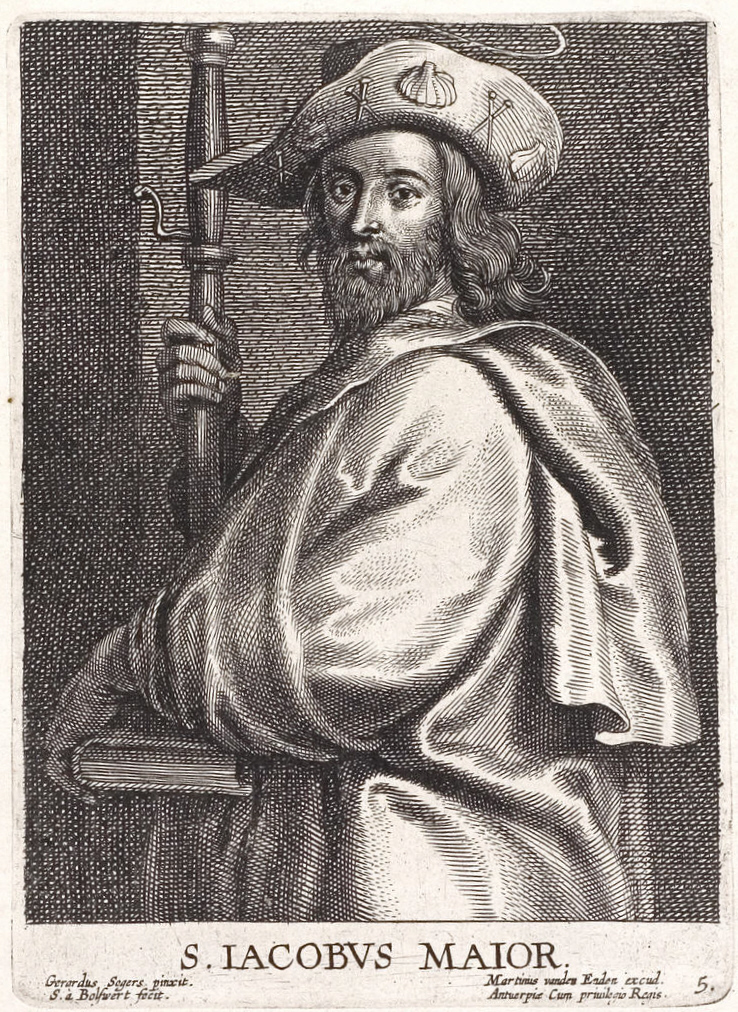 S. IACOBVS MAIOR.
Gerardus Segers pinxit.
S. a Bolswert fecit.
Martinus vanden Enden excud.
Antuerpiæ Cum priuilegio Regis.
5.